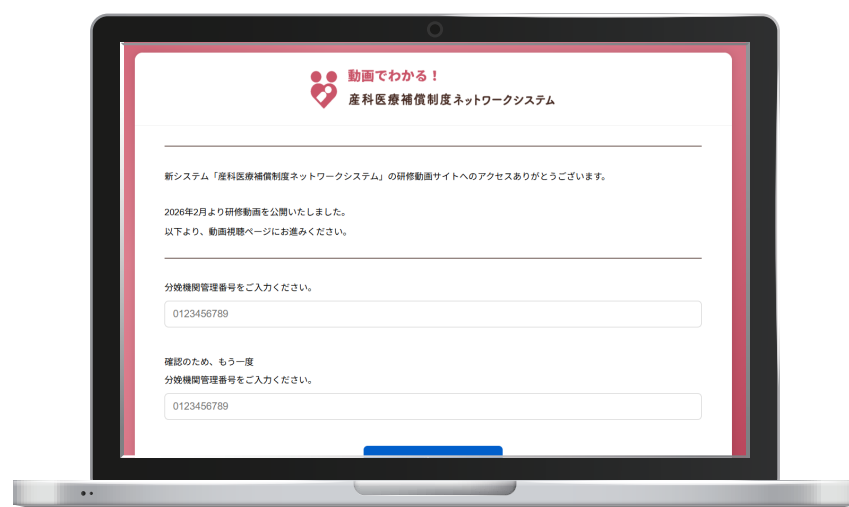 動画でわかる！
産科医療補償制度ネットワークシステム
新システム「産科医療補償制度ネットワークシステム」の研修動画サイトへのアクセスありがとうございます。
2026年2月より研修動画を公開いたしました。
以下より、動画視聴ページにお進みください。
分娩機関管理番号をご入力ください。
0123456789
確認のため、もう一度
分娩機関管理番号をご入力ください。
0123456789